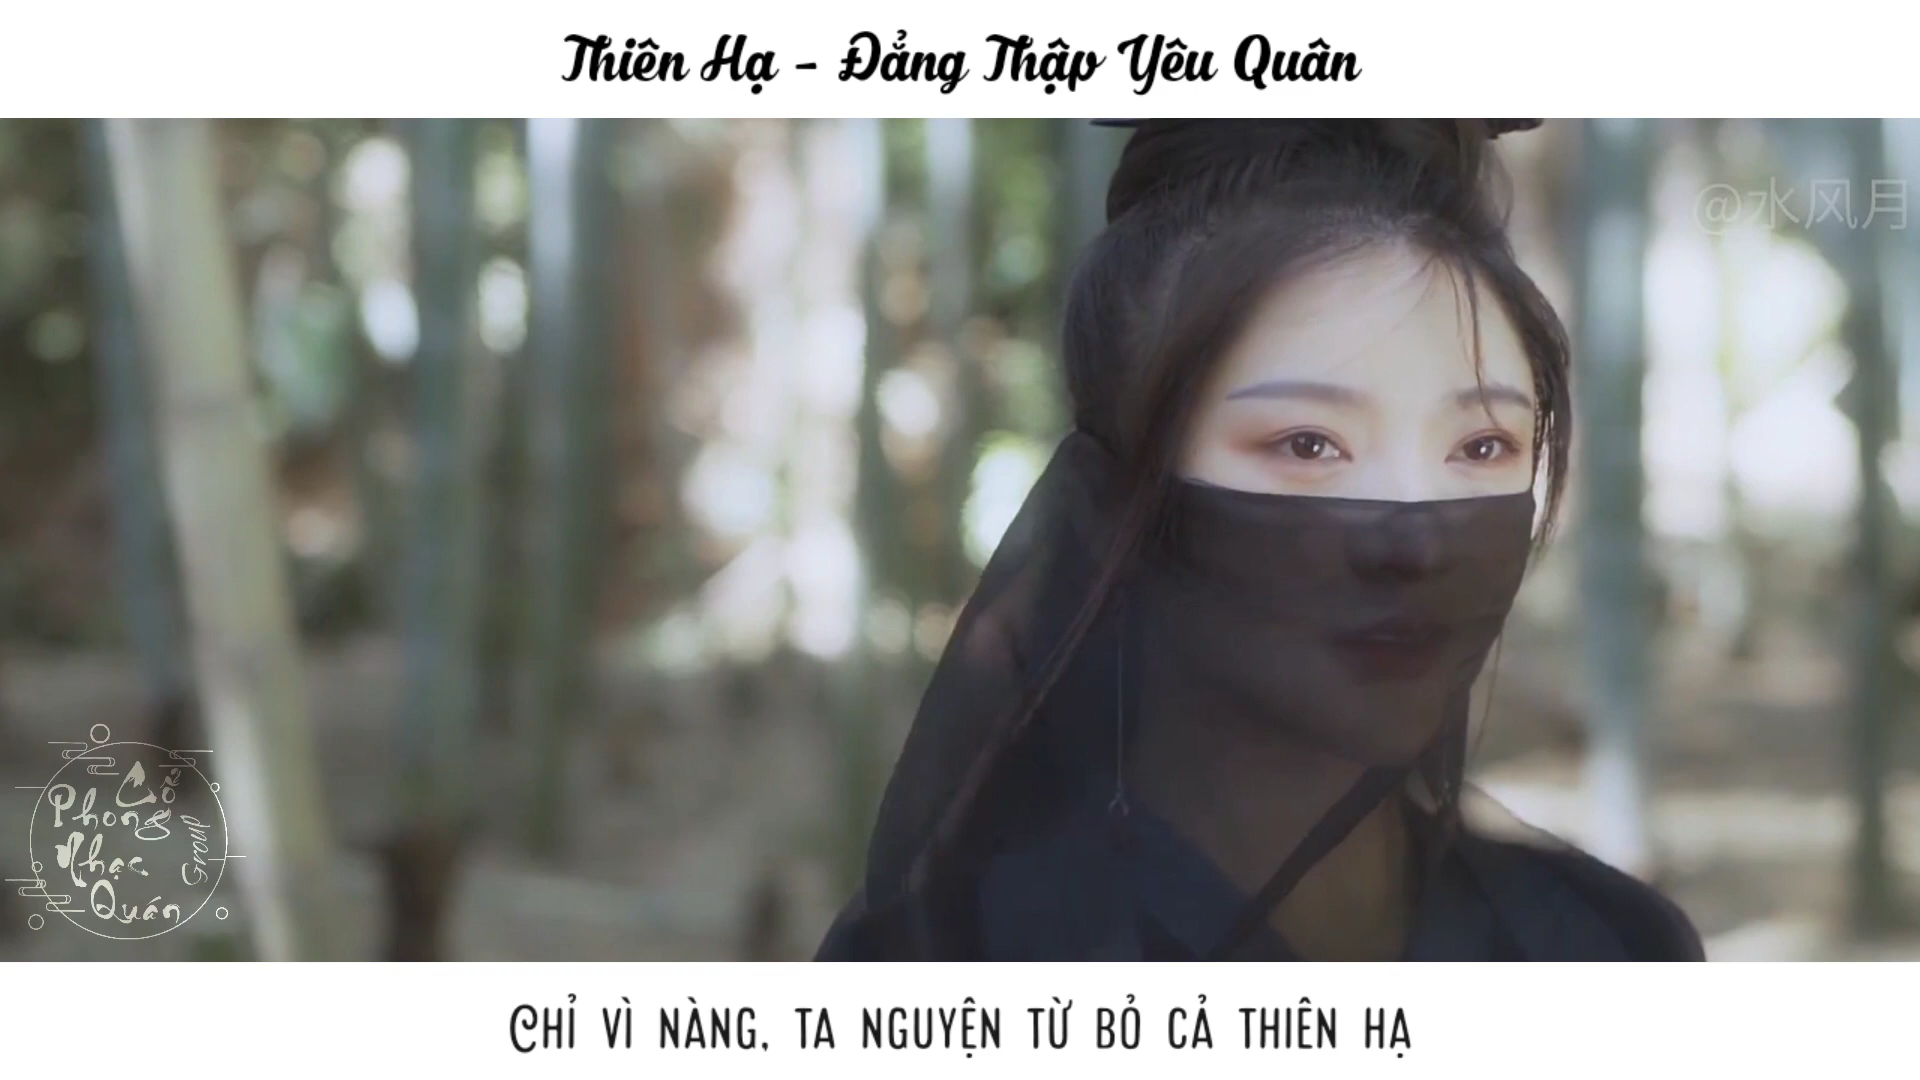 Thiên Hạ - Đẳng Thập Yêu Quân
@水风月
Cổ
Phong
Nhạc
Quán
Group
Chỉ vì nàng, ta nguyện từ bỏ cả thiên hạ